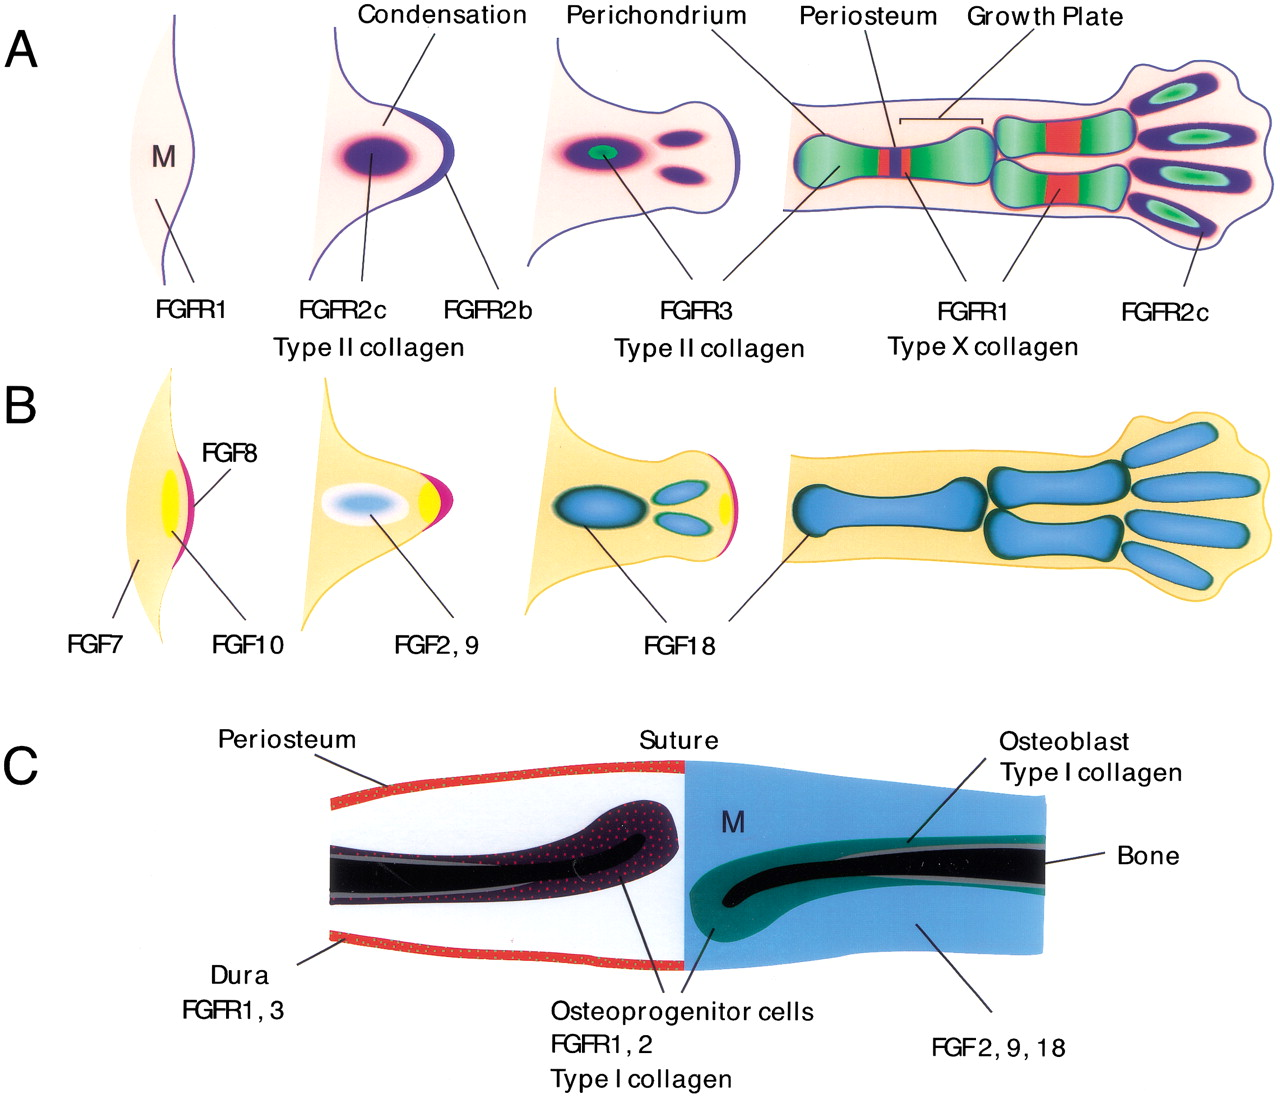 A
Condensation
Perichondrium
Periosteum
Growth Plate
M
FGFR1
FGFR2c
FGFR2b
FGFR3
FGFR1
FGFR2c
Type II collagen
Type II collagen
Type X collagen
B
FGF8
FGF7
FGF10
FGF2, 9
FGF18
C
Periosteum
Suture
Osteoblast
Type I collagen
M
Bone
Dura
FGFR1, 3
Osteoprogenitor cells
FGFR1, 2
Type I collagen
FGF2, 9, 18